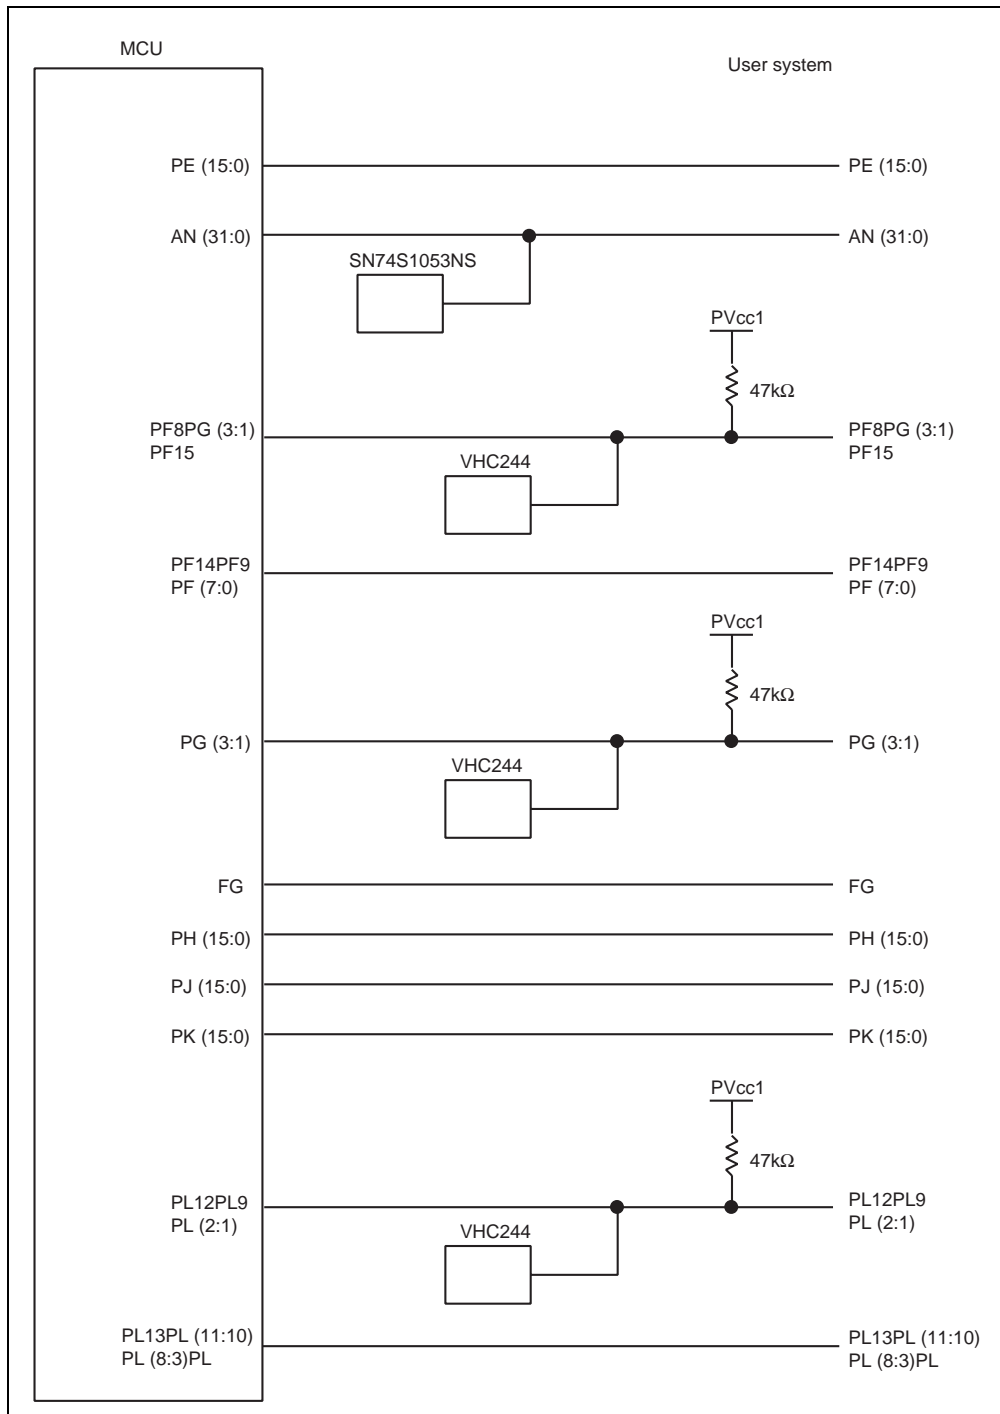 MCU
User system
PE (15:0)
PE (15:0)
AN (31:0)
AN (31:0)
SN74S1053NS
PVcc1
47kΩ
PF8PG (3:1)
PF15
PF8PG (3:1)
PF15
VHC244
PF14PF9
PF (7:0)
PF14PF9
PF (7:0)
PVcc1
47kΩ
PG (3:1)
PG (3:1)
VHC244
FG
FG
PH (15:0)
PH (15:0)
PJ (15:0)
PJ (15:0)
PK (15:0)
PK (15:0)
PVcc1
47kΩ
PL12PL9
PL (2:1)
PL12PL9
PL (2:1)
VHC244
PL13PL (11:10)
PL (8:3)PL
PL13PL (11:10)
PL (8:3)PL